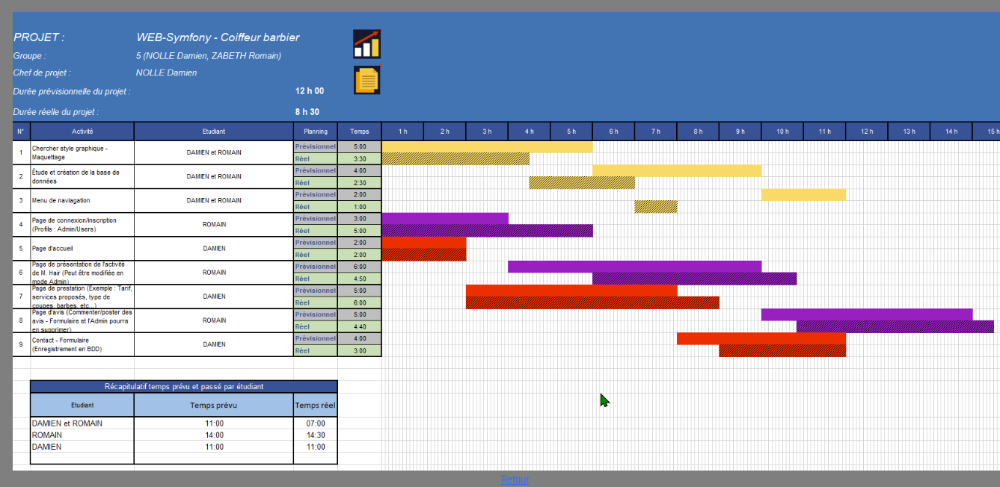 PROJET : WEB-Symfony - Coiffeur barbier
Groupe : 5 (NOLLE Damien, ZABETH Romain)
Chef de projet : NOLLE Damien
Durée prévisionnelle du projet : 12 h 00
Durée réelle du projet : 8 h 30
N° Activité Etudiant Planning Temps 1 h 2 h 3 h 4 h 5 h 6 h 7 h 8 h 9 h 10 h 11 h 12 h 13 h 14 h 15 h
1 Chercher style graphique - Maquettage DAMIEN et ROMAIN Prévisionnel 5:00
Réel 3:30
2 Étude et création de la base de données DAMIEN et ROMAIN Prévisionnel 4:00
Réel 2:30
3 Menu de naviagation DAMIEN et ROMAIN Prévisionnel 2:00
Réel 1:00
4 Page de connexion/inscription (Profils : Admin/Users) ROMAIN Prévisionnel 3:00
Réel 5:00
5 Page d'accueil DAMIEN Prévisionnel 2:00
Réel 2:00
6 Page de présentation de l'activité de M. Hair (Peut être modifiée en mode Admin) ROMAIN Prévisionnel 6:00
Réel 4:50
7 Page de prestation (Exemple : Tarif, services proposés, type de coupes, barbes, etc...) DAMIEN Prévisionnel 5:00
Réel 6:00
8 Page d'avis (Commenter/poster des avis - Formulaire et l'Admin pourra en supprimer) ROMAIN Prévisionnel 5:00
Réel 4:40
9 Contact - Formulaire (Enregistrement en BDD) DAMIEN Prévisionnel 4:00
Réel 3:00
Récapitulatif temps prévu et passé par étudiant
Etudiant Temps prévu Temps réel
DAMIEN et ROMAIN 11:00 07:00
ROMAIN 14:00 14:30
DAMIEN 11:00 11:00
Retour